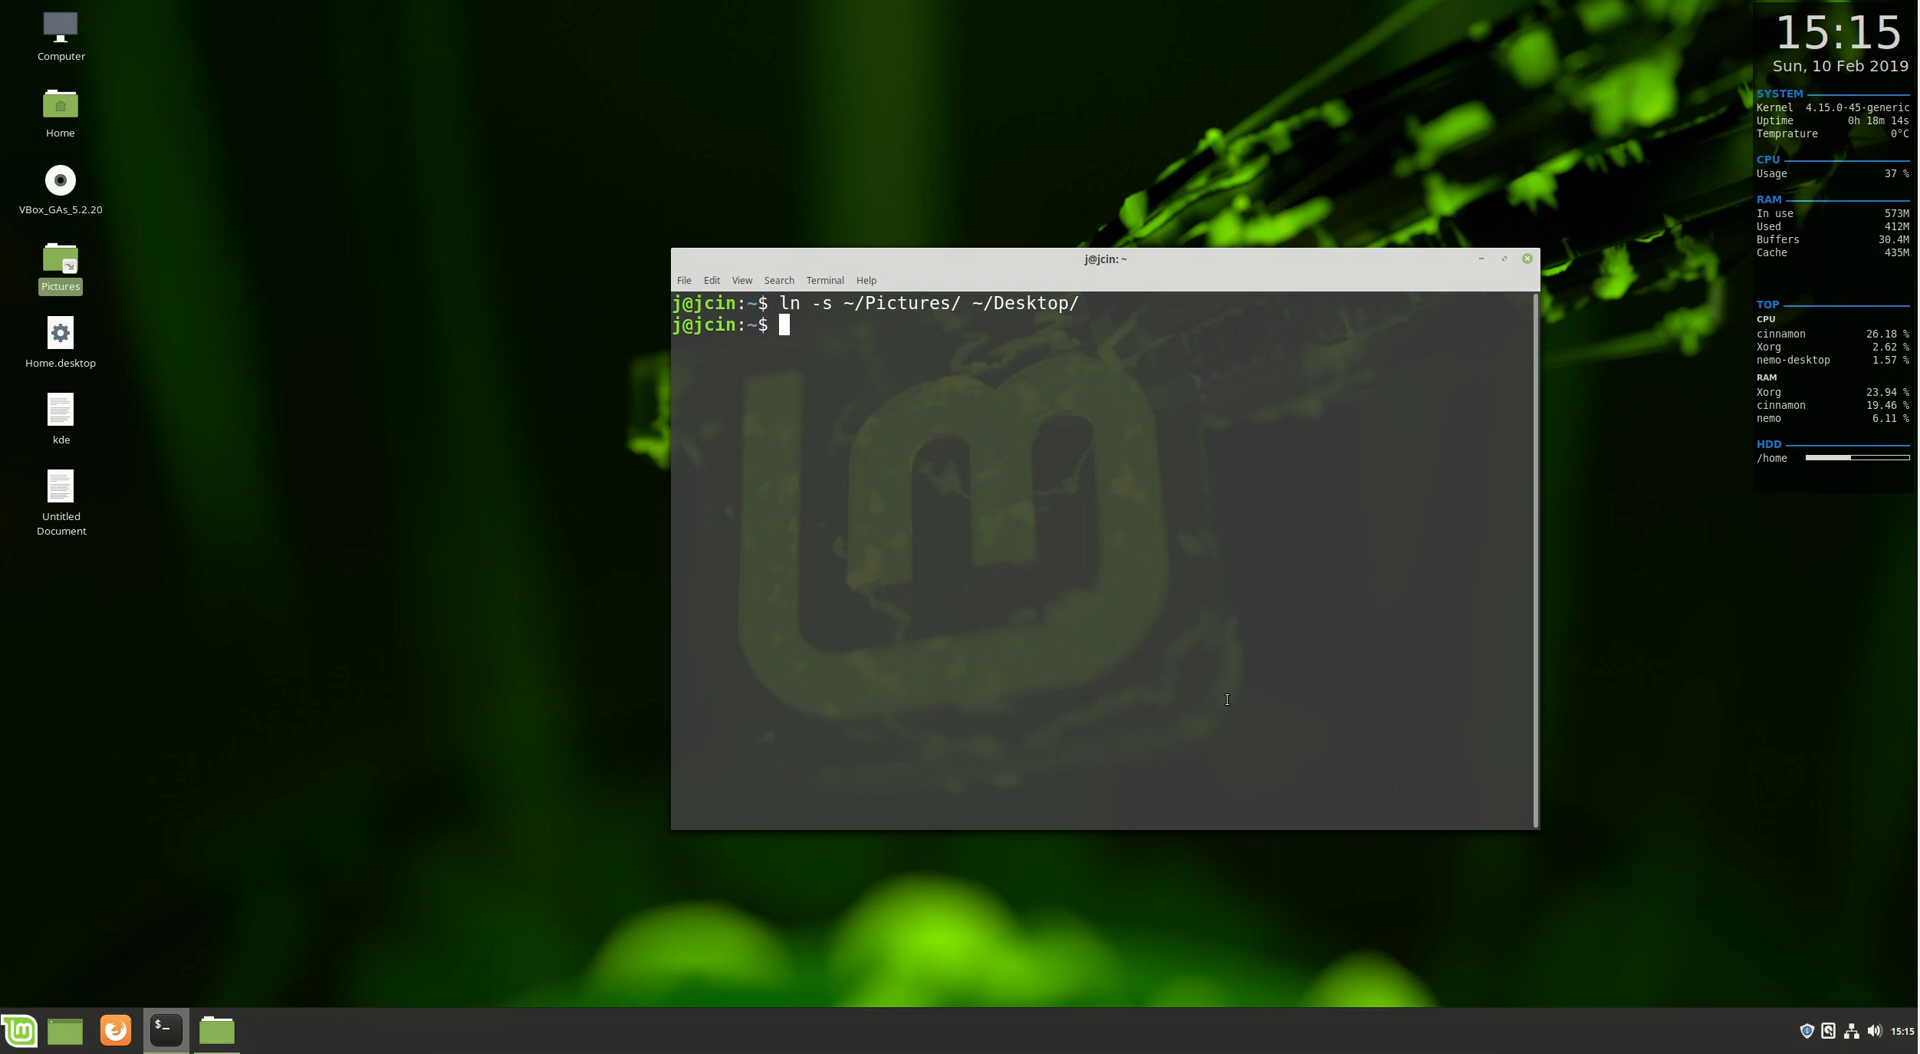 Computer
Home
VBox_GAs_5.2.20
Pictures
Home.desktop
kde
Untitled
Document
j@jcin: ~
File Edit View Search Terminal Help
j@jcin:~$ ln -s ~/Pictures/ ~/Desktop/
j@jcin:~$
15:15
Sun, 10 Feb 2019
SYSTEM
Kernel 4.15.0-45-generic
Uptime 0h 18m 14s
Temprature 0°C
CPU
Usage 37 %
RAM
In use 573M
Used 412M
Buffers 30.4M
Cache 435M
TOP
CPU
cinnamon 26.18 %
Xorg 2.62 %
nemo-desktop 1.57 %
RAM
Xorg 23.94 %
cinnamon 19.46 %
nemo 6.11 %
HDD
/home
$_
15:15